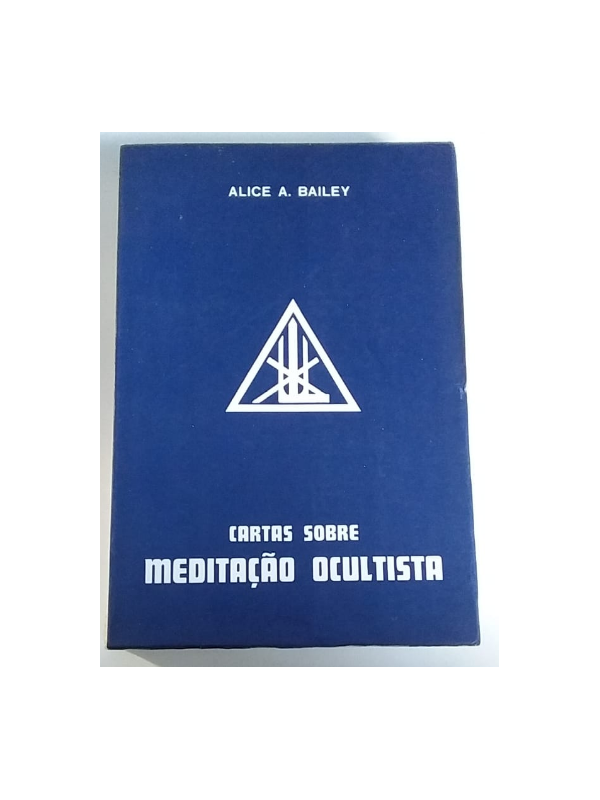 ALICE A. BAILEY
CARTAS SOBRE
MEDITAÇÃO OCULTISTA